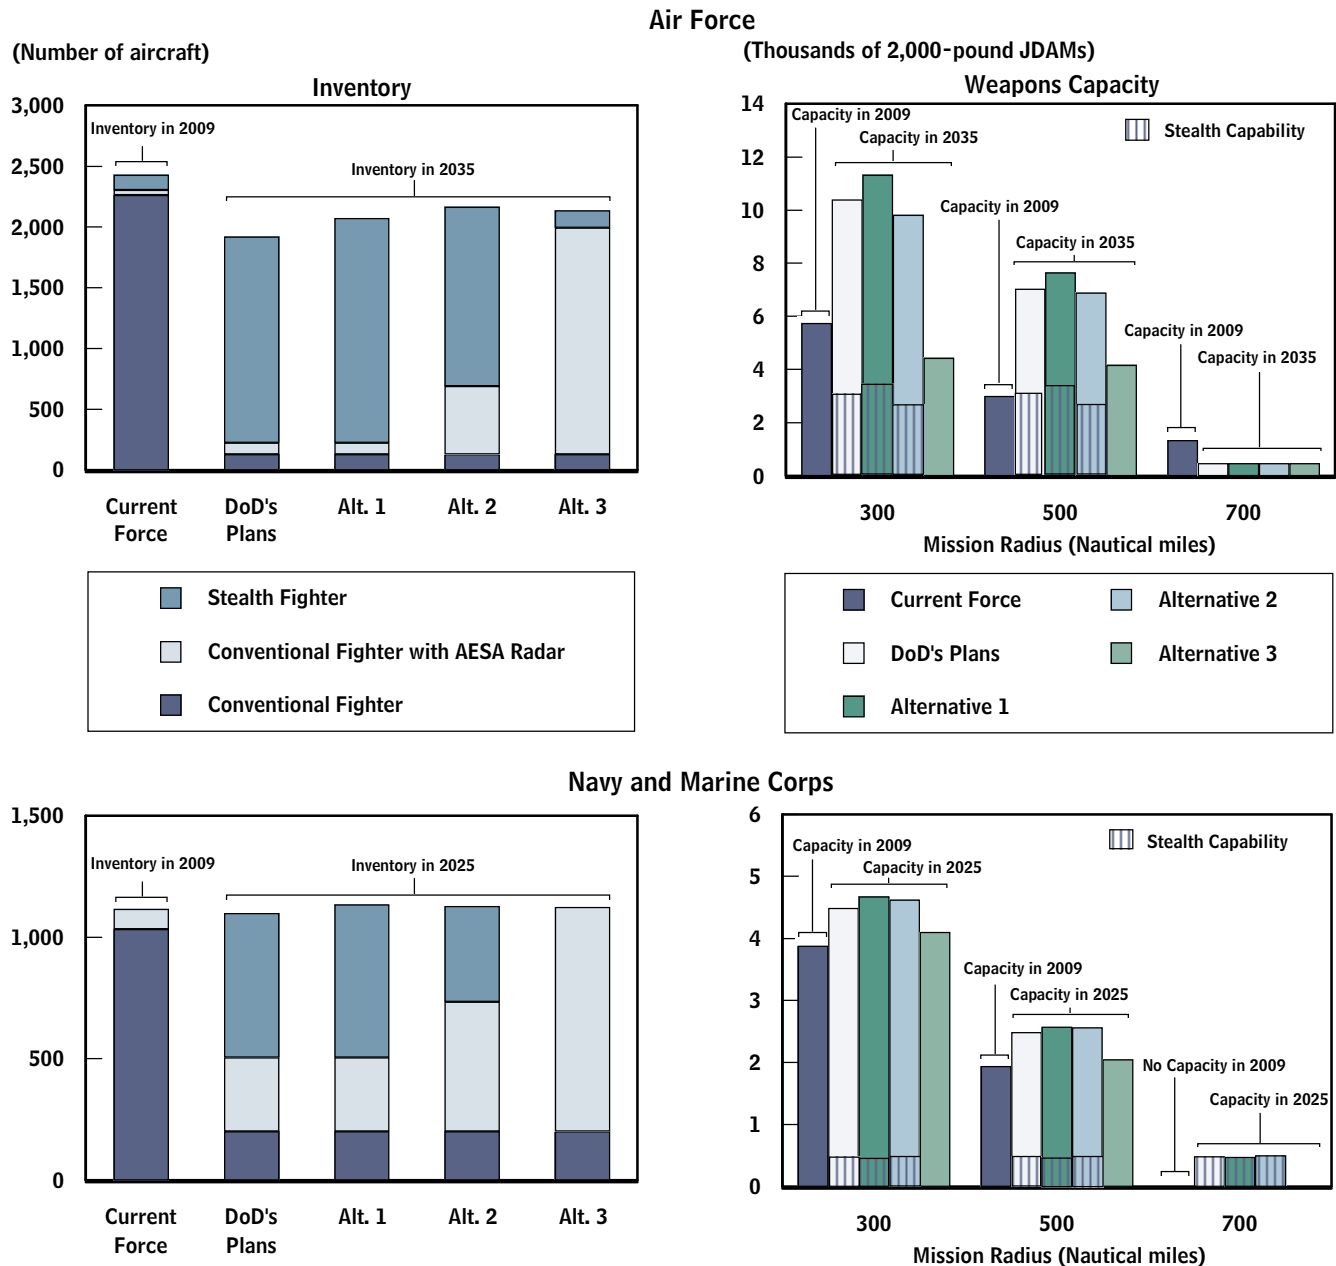 Air Force
(Number of aircraft)
(Thousands of 2,000-pound JDAMs)
Inventory
3,000
2,500
2,000
1,500
1,000
500
0
Inventory in 2009
Inventory in 2035
Current
Force
DoD's
Plans
Alt. 1
Alt. 2
Alt. 3
Weapons Capacity
14
12
10
8
6
4
2
0
Stealth Capability
Capacity in 2009
Capacity in 2035
Capacity in 2009
Capacity in 2035
Capacity in 2009
Capacity in 2035
300
500
700
Mission Radius (Nautical miles)
Stealth Fighter
Conventional Fighter with AESA Radar
Conventional Fighter
Current Force
DoD's Plans
Alternative 1
Alternative 2
Alternative 3
Navy and Marine Corps
1,500
1,000
500
0
Inventory in 2009
Inventory in 2025
Current
Force
DoD's
Plans
Alt. 1
Alt. 2
Alt. 3
6
5
4
3
2
1
0
Stealth Capability
Capacity in 2009
Capacity in 2025
Capacity in 2009
Capacity in 2025
No Capacity in 2009
Capacity in 2025
300
500
700
Mission Radius (Nautical miles)